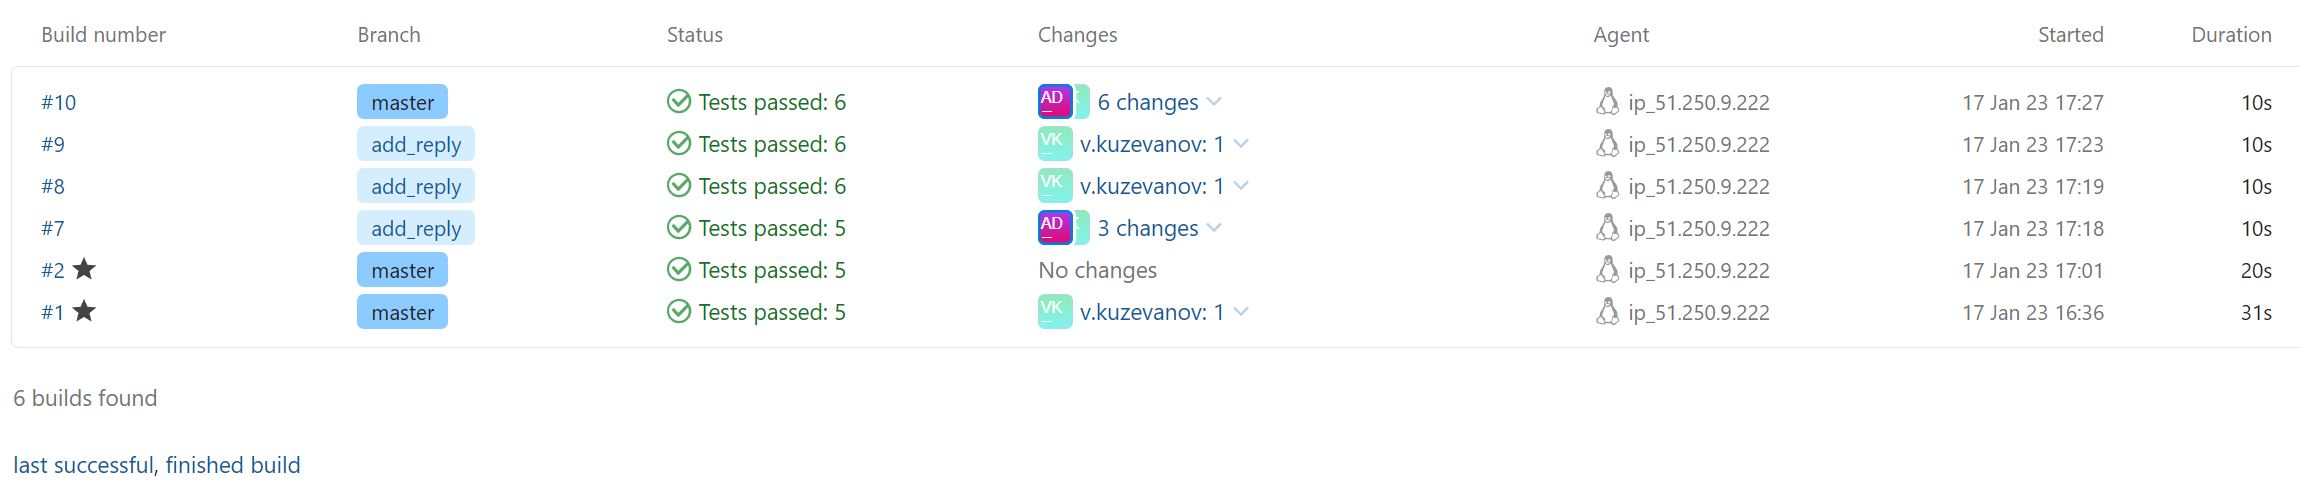 Build number Branch Status Changes Agent Started Duration
#10 master Tests passed: 6 AD 6 changes ip_51.250.9.222 17 Jan 23 17:27 10s
#9 add_reply Tests passed: 6 VK v.kuzevanov: 1 ip_51.250.9.222 17 Jan 23 17:23 10s
#8 add_reply Tests passed: 6 VK v.kuzevanov: 1 ip_51.250.9.222 17 Jan 23 17:19 10s
#7 add_reply Tests passed: 5 AD 3 changes ip_51.250.9.222 17 Jan 23 17:18 10s
#2 master Tests passed: 5 No changes ip_51.250.9.222 17 Jan 23 17:01 20s
#1 master Tests passed: 5 VK v.kuzevanov: 1 ip_51.250.9.222 17 Jan 23 16:36 31s
6 builds found
last successful, finished build